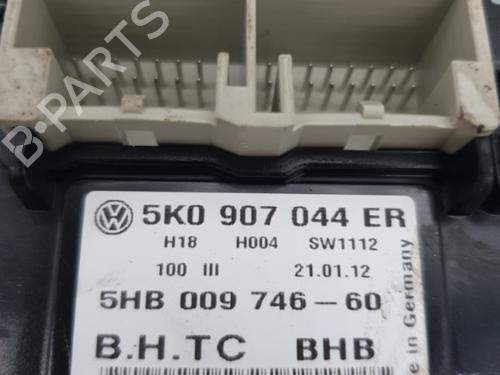 5K0 907 044 ER
H18 H004 SW1112
100 III 21.01.12
5HB 009 746-60
B.H.TC BHB
e in Germany